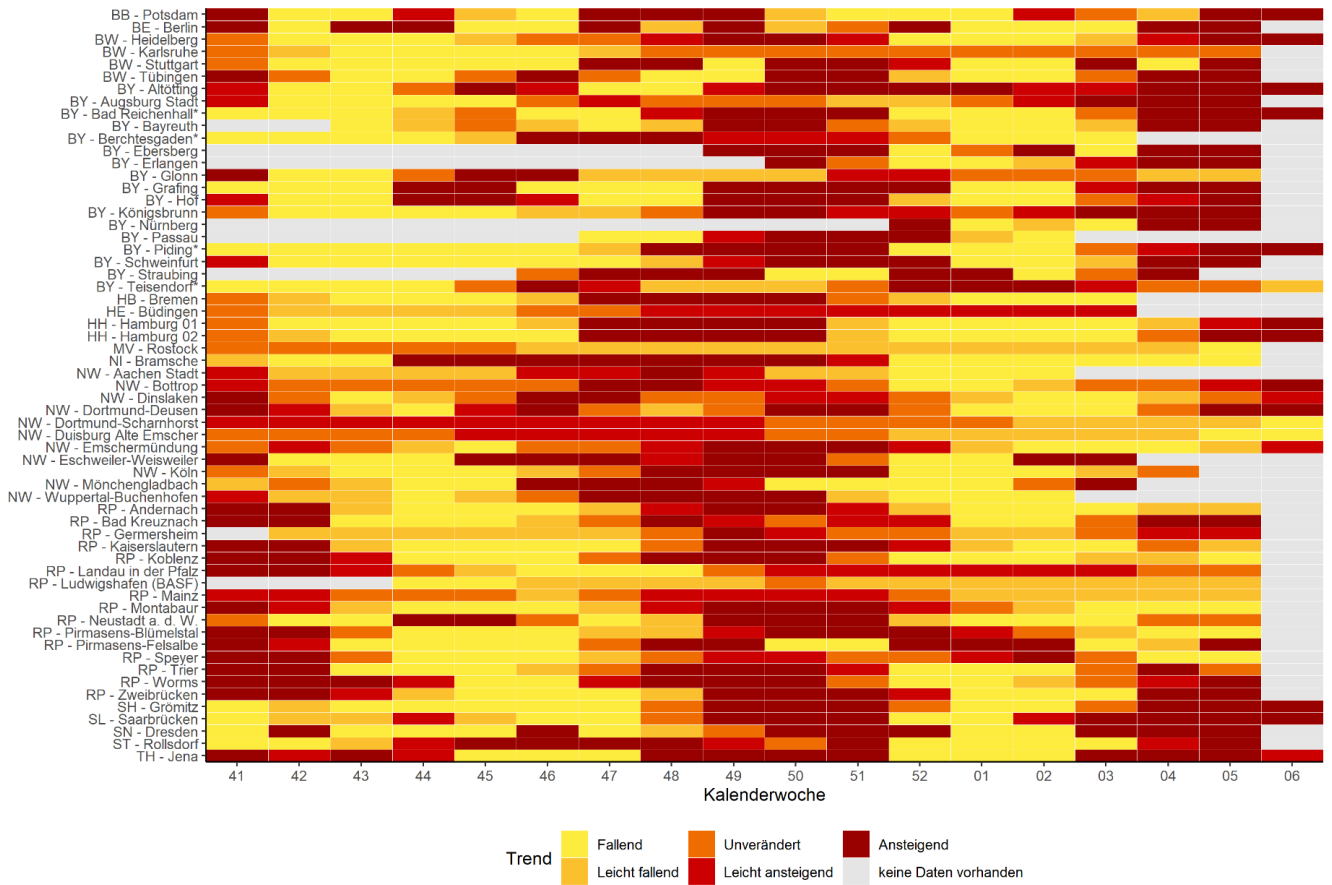 BB - Potsdam
BE - Berlin
BW - Heidelberg
BW - Karlsruhe
BW - Stuttgart
BW - Tübingen
BY - Altötting
BY - Augsburg Stadt
BY - Bad Reichenhall*
BY - Bayreuth
BY - Berchtesgaden*
BY - Ebersberg
BY - Erlangen
BY - Glonn
BY - Grafing
BY - Hof
BY - Königsbrunn
BY - Nürnberg
BY - Passau
BY - Piding*
BY - Schweinfurt
BY - Straubing
BY - Teisendorf*
HB - Bremen
HE - Büdingen
HH - Hamburg 01
HH - Hamburg 02
MV - Rostock
NI - Bramsche
NW - Aachen Stadt
NW - Bottrop
NW - Dinslaken
NW - Dortmund-Deusen
NW - Dortmund-Scharnhorst
NW - Duisburg Alte Emscher
NW - Emschermündung
NW - Eschweiler-Weisweiler
NW - Köln
NW - Mönchengladbach
NW - Wuppertal-Buchenhofen
RP - Andernach
RP - Bad Kreuznach
RP - Germersheim
RP - Kaiserslautern
RP - Koblenz
RP - Landau in der Pfalz
RP - Ludwigshafen (BASF)
RP - Mainz
RP - Montabaur
RP - Neustadt a. d. W.
RP - Pirmasens-Blümelstal
RP - Pirmasens-Felsalbe
RP - Speyer
RP - Trier
RP - Worms
RP - Zweibrücken
SH - Grömitz
SL - Saarbrücken
SN - Dresden
ST - Rollsdorf
TH - Jena
41 42 43 44 45 46 47 48 49 50 51 52 01 02 03 04 05 06
Kalenderwoche
Trend
Fallend Unverändert Ansteigend
Leicht fallend Leicht ansteigend keine Daten vorhanden